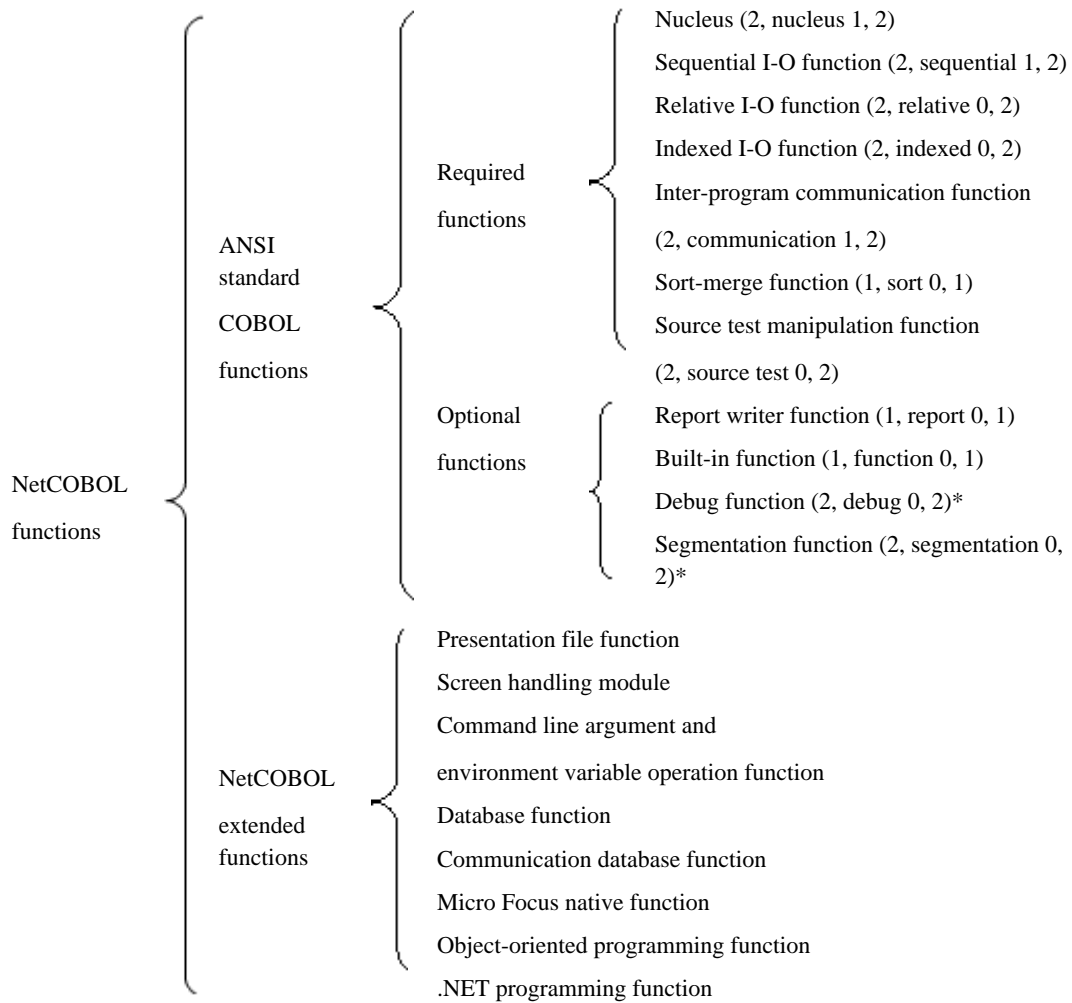 NetCOBOL
functions
ANSI
standard
COBOL
functions
Required
functions
Nucleus (2, nucleus 1, 2)
Sequential I-O function (2, sequential 1, 2)
Relative I-O function (2, relative 0, 2)
Indexed I-O function (2, indexed 0, 2)
Inter-program communication function
(2, communication 1, 2)
Sort-merge function (1, sort 0, 1)
Source test manipulation function
(2, source test 0, 2)
Optional
functions
Report writer function (1, report 0, 1)
Built-in function (1, function 0, 1)
Debug function (2, debug 0, 2)*
Segmentation function (2, segmentation 0,
2)*
NetCOBOL
extended
functions
Presentation file function
Screen handling module
Command line argument and
environment variable operation function
Database function
Communication database function
Micro Focus native function
Object-oriented programming function
.NET programming function